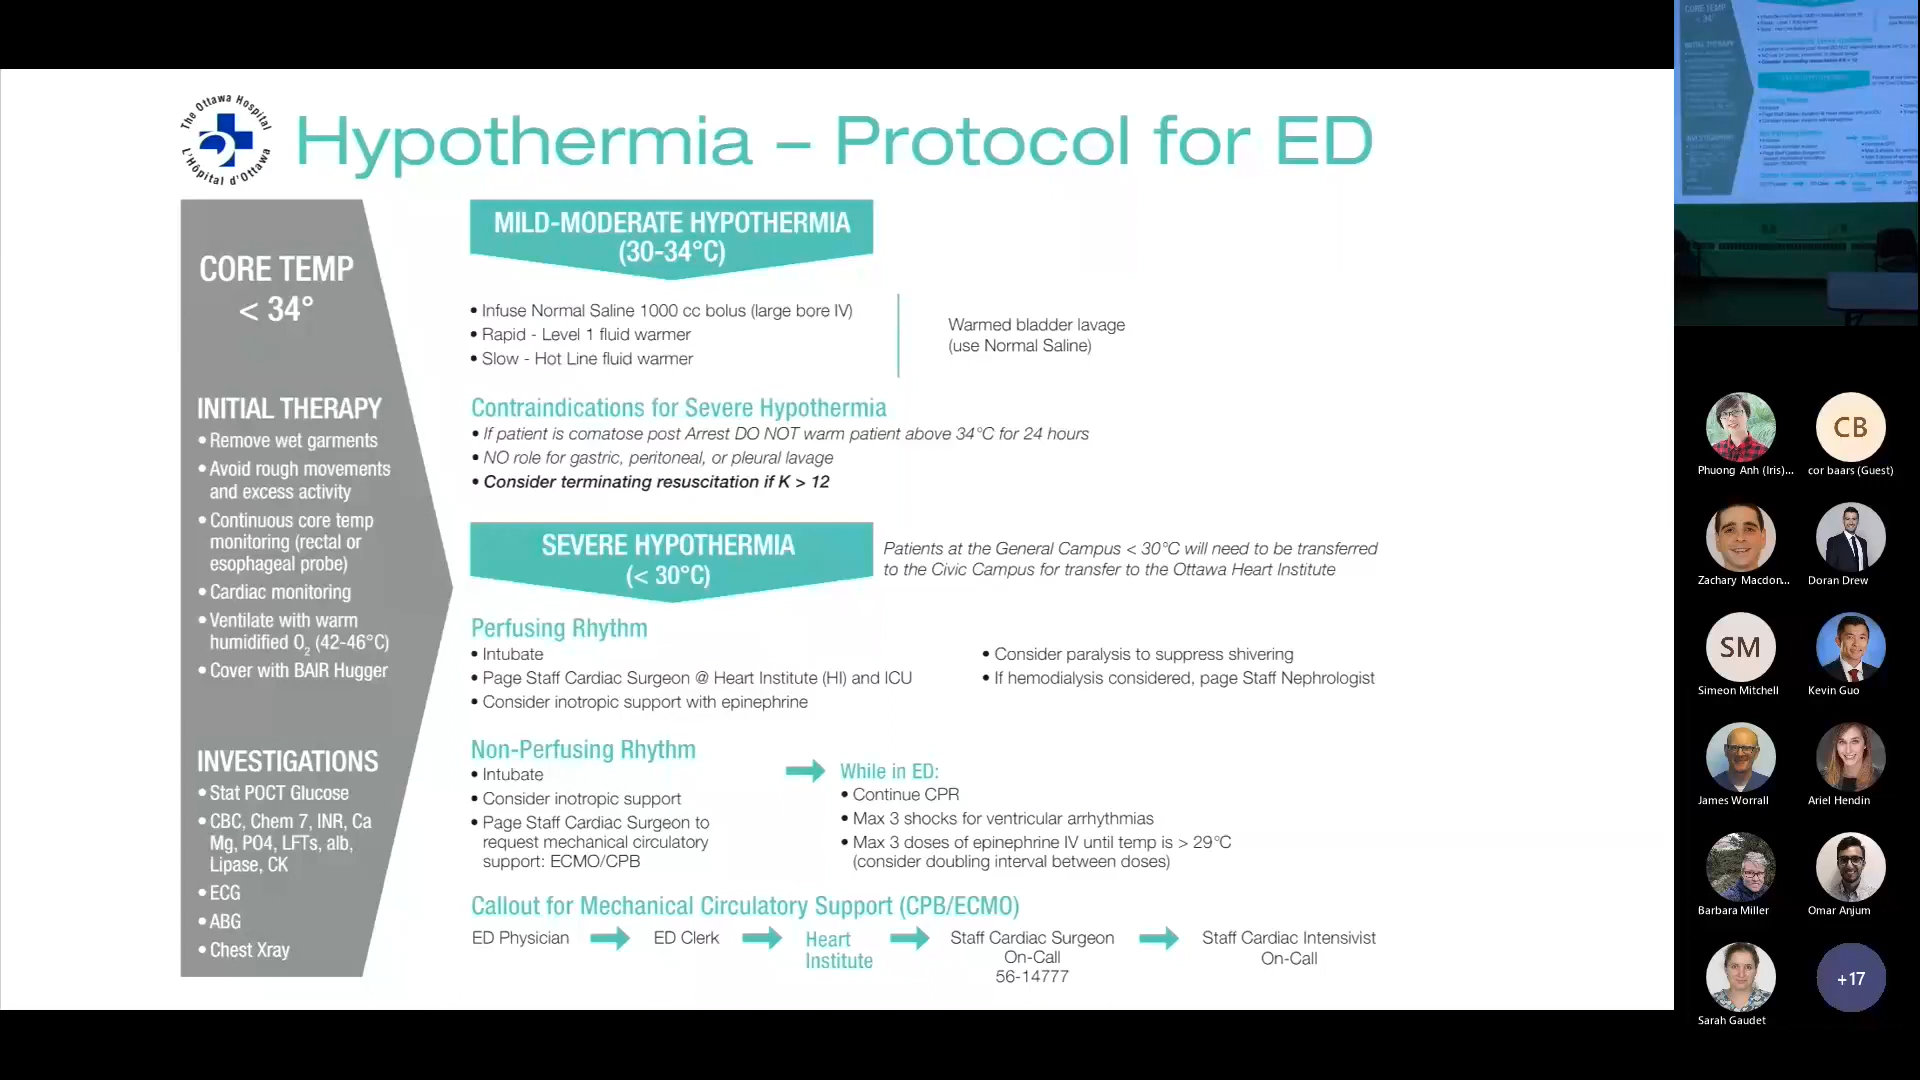 The Ottawa Hospital
L'Hôpital d'Ottawa
Hypothermia – Protocol for ED
CORE TEMP
< 34°
INITIAL THERAPY
• Remove wet garments
• Avoid rough movements
and excess activity
• Continuous core temp
monitoring (rectal or
esophageal probe)
• Cardiac monitoring
• Ventilate with warm
humidified O2 (42-46°C)
• Cover with BAIR Hugger
INVESTIGATIONS
• Stat POCT Glucose
• CBC, Chem 7, INR, Ca
Mg, PO4, LFTs, alb,
Lipase, CK
• ECG
• ABG
• Chest Xray
MILD-MODERATE HYPOTHERMIA
(30-34°C)
• Infuse Normal Saline 1000 cc bolus (large bore IV)
• Rapid - Level 1 fluid warmer
• Slow - Hot Line fluid warmer
Warmed bladder lavage
(use Normal Saline)
Contraindications for Severe Hypothermia
• If patient is comatose post Arrest DO NOT warm patient above 34°C for 24 hours
• NO role for gastric, peritoneal, or pleural lavage
• Consider terminating resuscitation if K > 12
SEVERE HYPOTHERMIA
(< 30°C)
Patients at the General Campus < 30°C will need to be transferred
to the Civic Campus for transfer to the Ottawa Heart Institute
Perfusing Rhythm
• Intubate
• Page Staff Cardiac Surgeon @ Heart Institute (HI) and ICU
• Consider inotropic support with epinephrine
• Consider paralysis to suppress shivering
• If hemodialysis considered, page Staff Nephrologist
Non-Perfusing Rhythm
• Intubate
• Consider inotropic support
• Page Staff Cardiac Surgeon to
request mechanical circulatory
support: ECMO/CPB
While in ED:
• Continue CPR
• Max 3 shocks for ventricular arrhythmias
• Max 3 doses of epinephrine IV until temp is > 29°C
(consider doubling interval between doses)
Callout for Mechanical Circulatory Support (CPB/ECMO)
ED Physician
ED Clerk
Heart
Institute
Staff Cardiac Surgeon
On-Call
56-14777
Staff Cardiac Intensivist
On-Call
CORE TEMP
< 34°
INITIAL THERAPY
Phuong Anh (Iris)...
CB
cor baars (Guest)
Zachary Macdon...
Doran Drew
SM
Simeon Mitchell
Kevin Guo
James Worrall
Ariel Hendin
Barbara Miller
Omar Anjum
Sarah Gaudet
+17